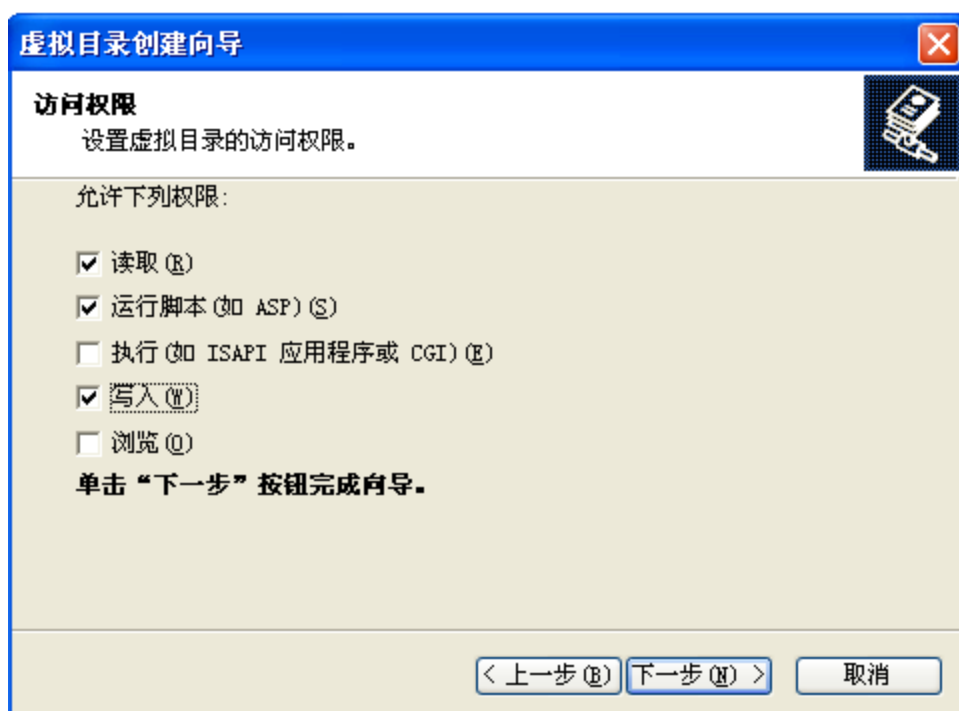 虚拟目录创建向导
访问权限
设置虚拟目录的访问权限。
允许下列权限:
读取(R)
运行脚本(如 ASP)(S)
执行(如 ISAPI 应用程序或 CGI)(E)
写入(W)
浏览(O)
单击“下一步”按钮完成向导。
< 上一步(B) 下一步(N) > 取消